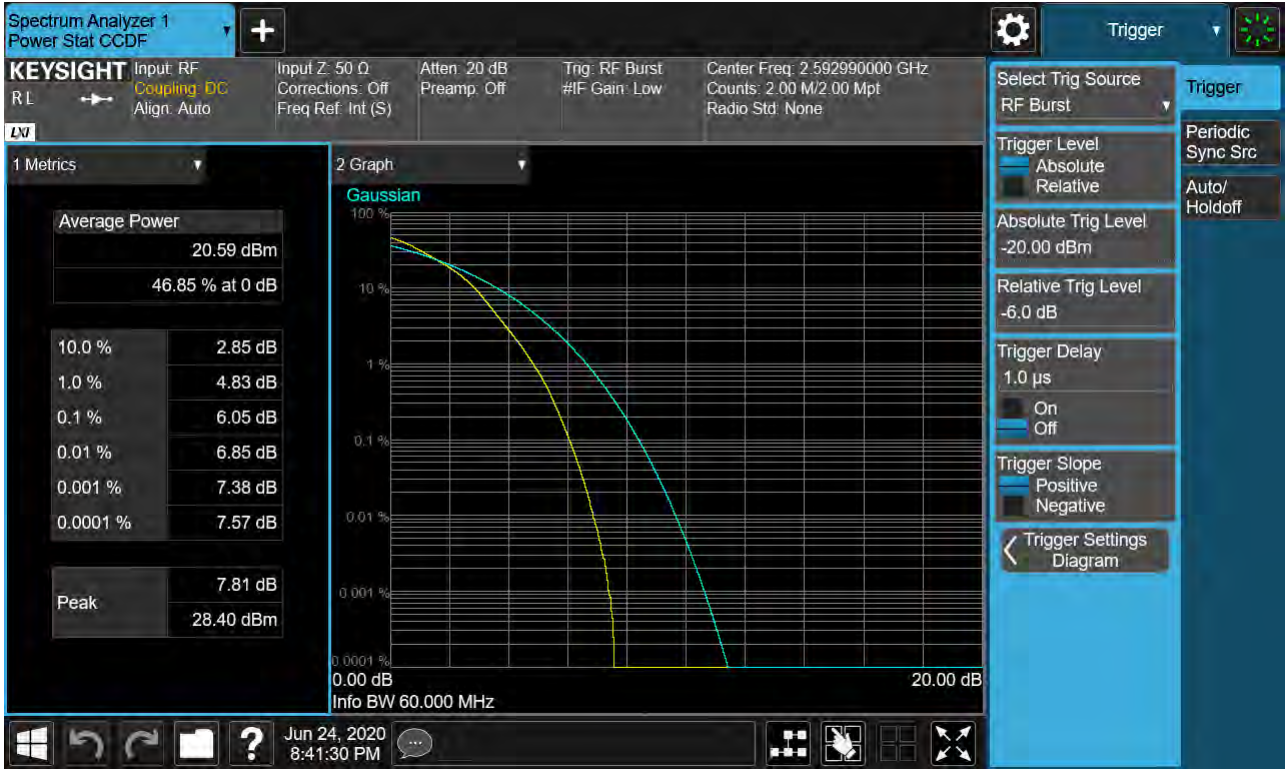 Spectrum Analyzer 1
Power Stat CCDF
+
Trigger
KEYSIGHT
R L
LXI
Input: RF
Coupling: DC
Align: Auto
Input Z: 50 Ω
Corrections: Off
Freq Ref: Int (S)
Atten: 20 dB
Preamp: Off
Trig: RF Burst
#IF Gain: Low
Center Freq: 2.592990000 GHz
Counts: 2.00 M/2.00 Mpt
Radio Std: None
1 Metrics
Average Power
20.59 dBm
46.85 % at 0 dB
10.0 % 2.85 dB
1.0 % 4.83 dB
0.1 % 6.05 dB
0.01 % 6.85 dB
0.001 % 7.38 dB
0.0001 % 7.57 dB
Peak
7.81 dB
28.40 dBm
2 Graph
Gaussian
100 %
10 %
1 %
0.1 %
0.01 %
0.001 %
0.0001 %
0.00 dB 20.00 dB
Info BW 60.000 MHz
Select Trig Source
RF Burst
Trigger Level
Absolute
Relative
Absolute Trig Level
-20.00 dBm
Relative Trig Level
-6.0 dB
Trigger Delay
1.0 µs
On
Off
Trigger Slope
Positive
Negative
Trigger Settings
Diagram
Trigger
Periodic
Sync Src
Auto/
Holdoff
?
Jun 24, 2020
8:41:30 PM